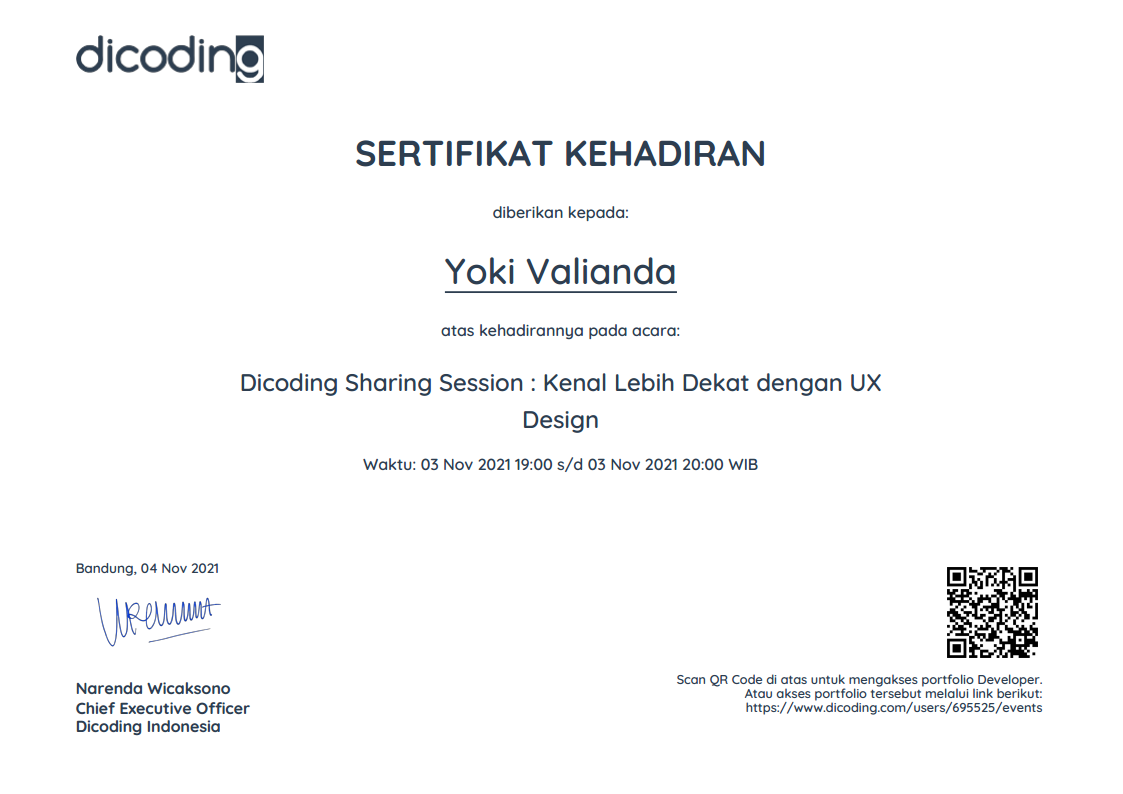 dicoding
SERTIFIKAT KEHADIRAN
diberikan kepada:
Yoki Valianda
atas kehadirannya pada acara:
Dicoding Sharing Session : Kenal Lebih Dekat dengan UX
Design
Waktu: 03 Nov 2021 19:00 s/d 03 Nov 2021 20:00 WIB
Bandung, 04 Nov 2021
Narenda Wicaksono
Chief Executive Officer
Dicoding Indonesia
Scan QR Code di atas untuk mengakses portfolio Developer.
Atau akses portfolio tersebut melalui link berikut:
https://www.dicoding.com/users/695525/events